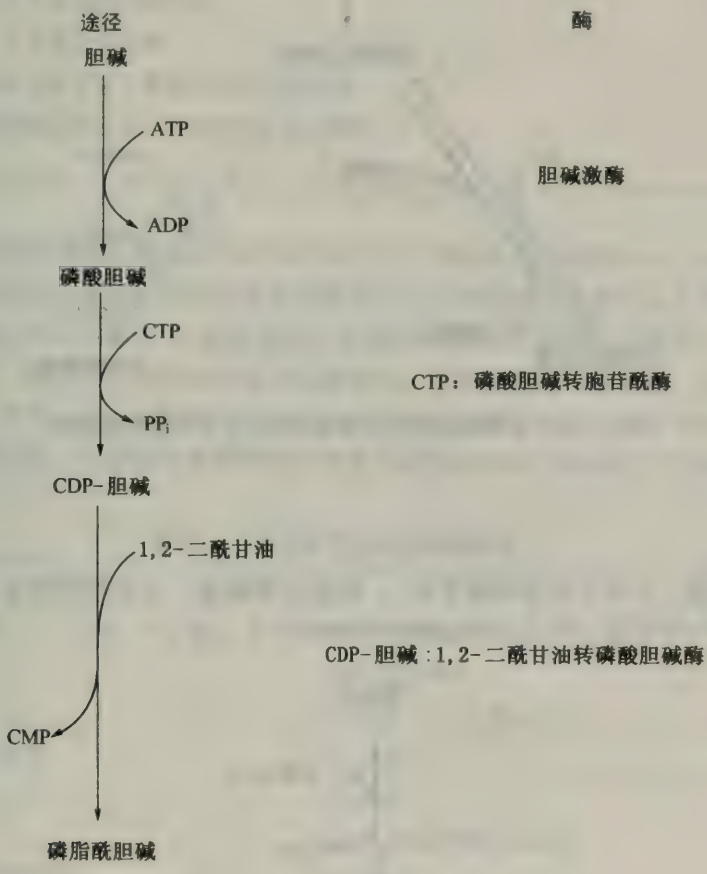 途径
酶
胆碱
ATP
胆碱激酶
ADP
磷酸胆碱
CTP
CTP：磷酸胆碱转胞苷酰酶
PPi
CDP-胆碱
1,2-二酰甘油
CDP-胆碱:1,2-二酰甘油转磷酸胆碱酶
CMP
磷脂酰胆碱